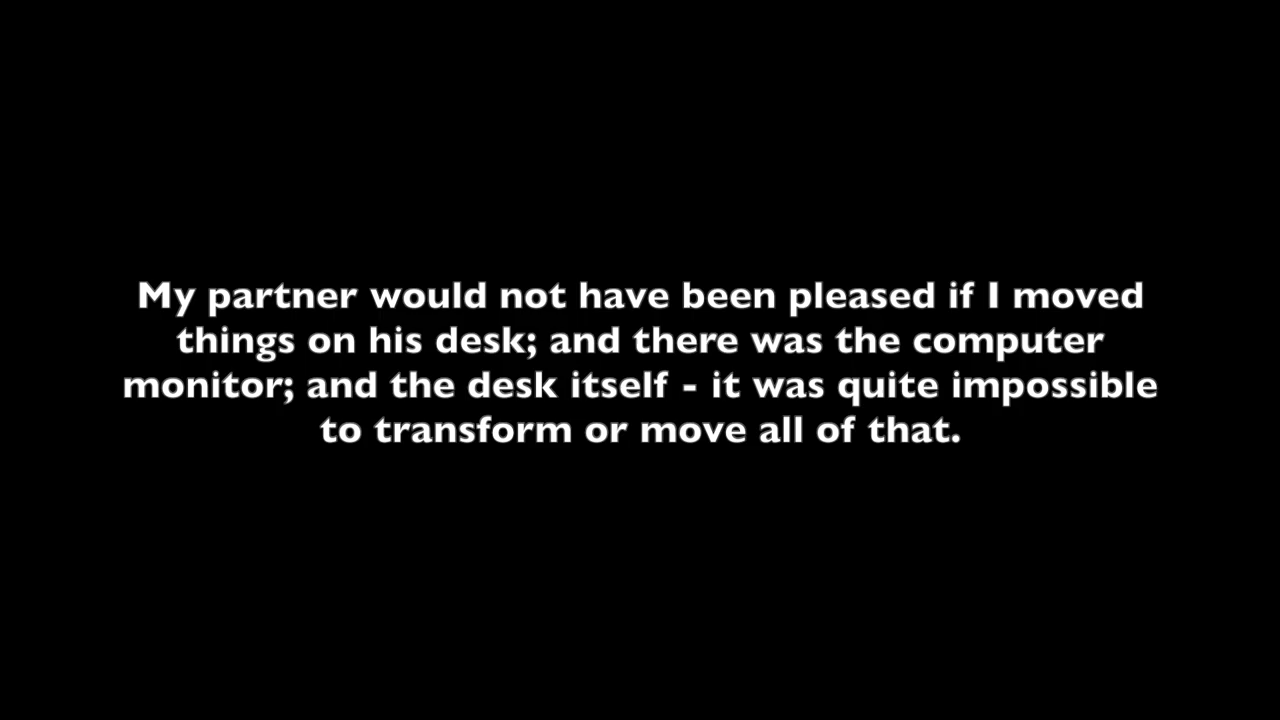 My partner would not have been pleased if I moved
things on his desk; and there was the computer
monitor; and the desk itself - it was quite impossible
to transform or move all of that.